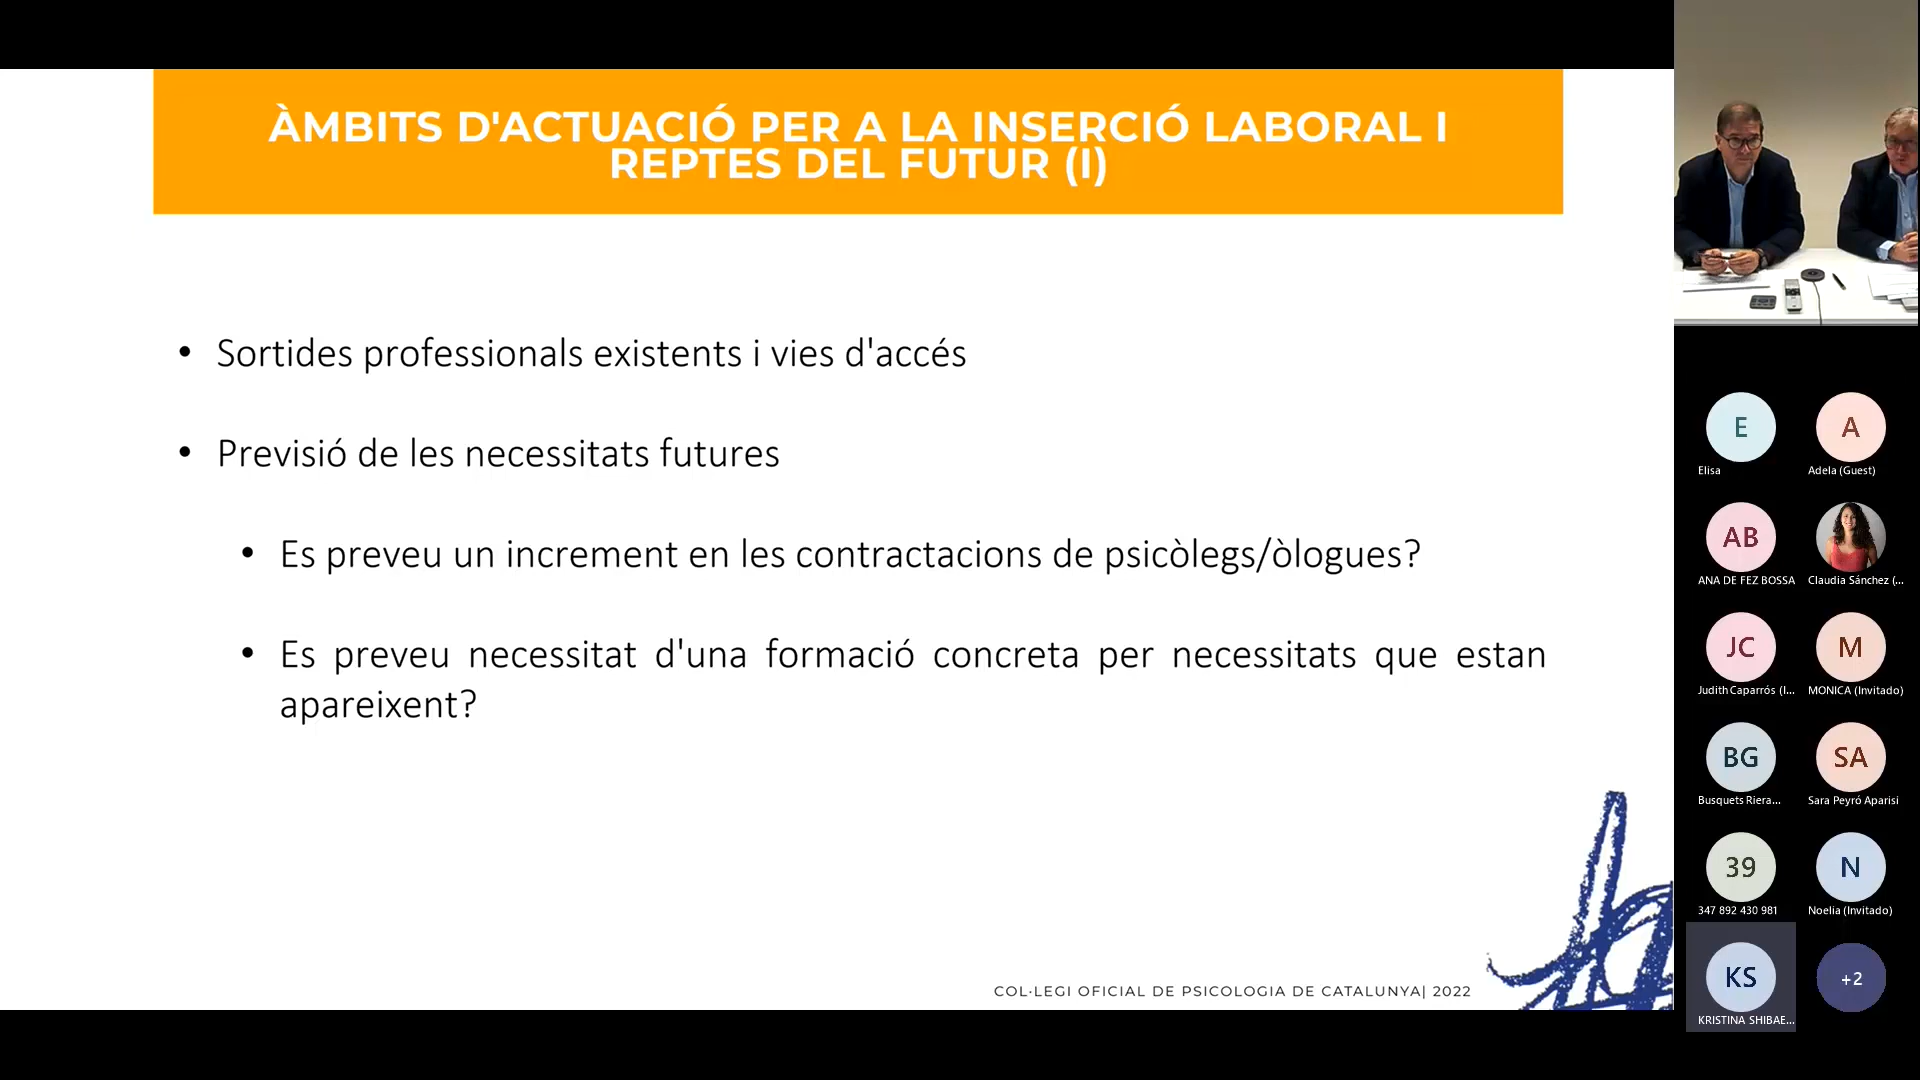 ÀMBITS D'ACTUACIÓ PER A LA INSERCIÓ LABORAL I
REPTES DEL FUTUR (I)
• Sortides professionals existents i vies d'accés
• Previsió de les necessitats futures
• Es preveu un increment en les contractacions de psicòlegs/òlogues?
• Es preveu necessitat d'una formació concreta per necessitats que estan
apareixent?
COL·LEGI OFICIAL DE PSICOLOGIA DE CATALUNYA| 2022
E
Elisa
A
Adela (Guest)
AB
ANA DE FEZ BOSSA
Claudia Sánchez (...
JC
Judith Caparrós (I...
M
MONICA (Invitado)
BG
Busquets Riera...
SA
Sara Peyró Aparisi
39
347 892 430 981
N
Noelia (Invitado)
KS
KRISTINA SHIBAE...
+2